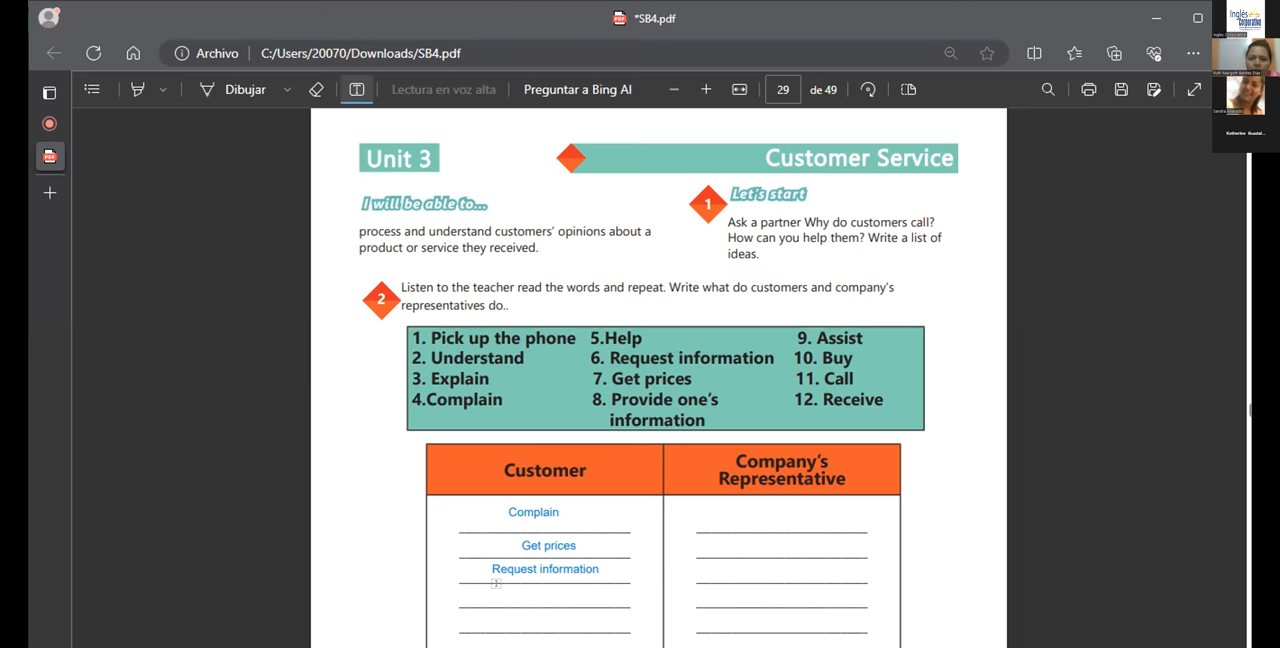 *SB4.pdf
Archivo
C:/Users/20070/Downloads/SB4.pdf
Dibujar
Lectura en voz alta
Preguntar a Bing AI
29
de 49
Inglés
Corporativo
Katherine Guadal...
Unit 3
Customer Service
I will be able to...
process and understand customers' opinions about a
product or service they received.
1
Let's start
Ask a partner Why do customers call?
How can you help them? Write a list of
ideas.
2
Listen to the teacher read the words and repeat. Write what do customers and company's
representatives do..
1. Pick up the phone
2. Understand
3. Explain
4.Complain
5.Help
6. Request information
7. Get prices
8. Provide one's
information
9. Assist
10. Buy
11. Call
12. Receive
Customer
Company's
Representative
Complain
Get prices
Request information